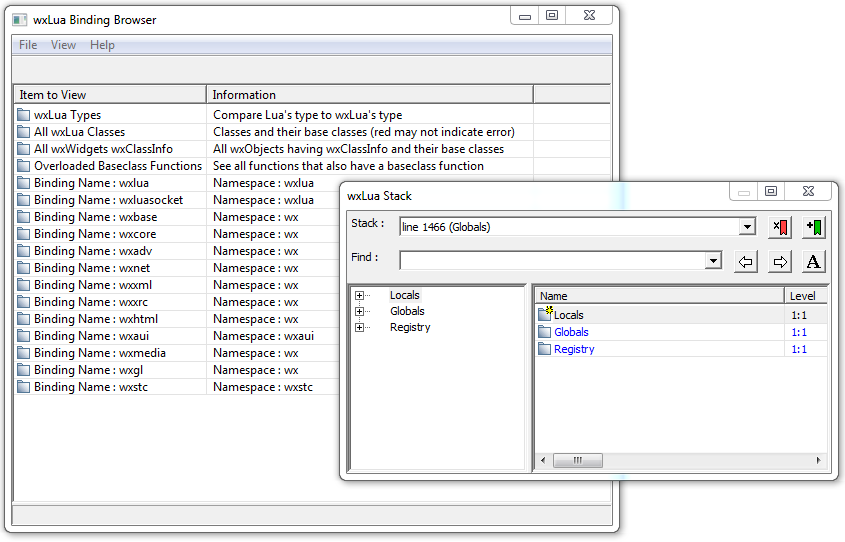 wxLua Binding Browser
File View Help
Item to View Information
wxLua Types Compare Lua's type to wxLua's type
All wxLua Classes Classes and their base classes (red may not indicate error)
All wxWidgets wxClassInfo All wxObjects having wxClassInfo and their base classes
Overloaded Baseclass Functions See all functions that also have a baseclass function
Binding Name : wxlua Namespace : wxlua
Binding Name : wxluasocket Namespace : wxlua
Binding Name : wxbase Namespace : wx
Binding Name : wxcore Namespace : wx
Binding Name : wxadv Namespace : wx
Binding Name : wxnet Namespace : wx
Binding Name : wxxml Namespace : wx
Binding Name : wxxrc Namespace : wx
Binding Name : wxhtml Namespace : wx
Binding Name : wxaui Namespace : wxaui
Binding Name : wxmedia Namespace : wx
Binding Name : wxgl Namespace : wx
Binding Name : wxstc Namespace : wxstc
wxLua Stack
Stack : line 1466 (Globals)
Find : A
Locals
Globals
Registry
Name Level
Locals 1:1
Globals 1:1
Registry 1:1